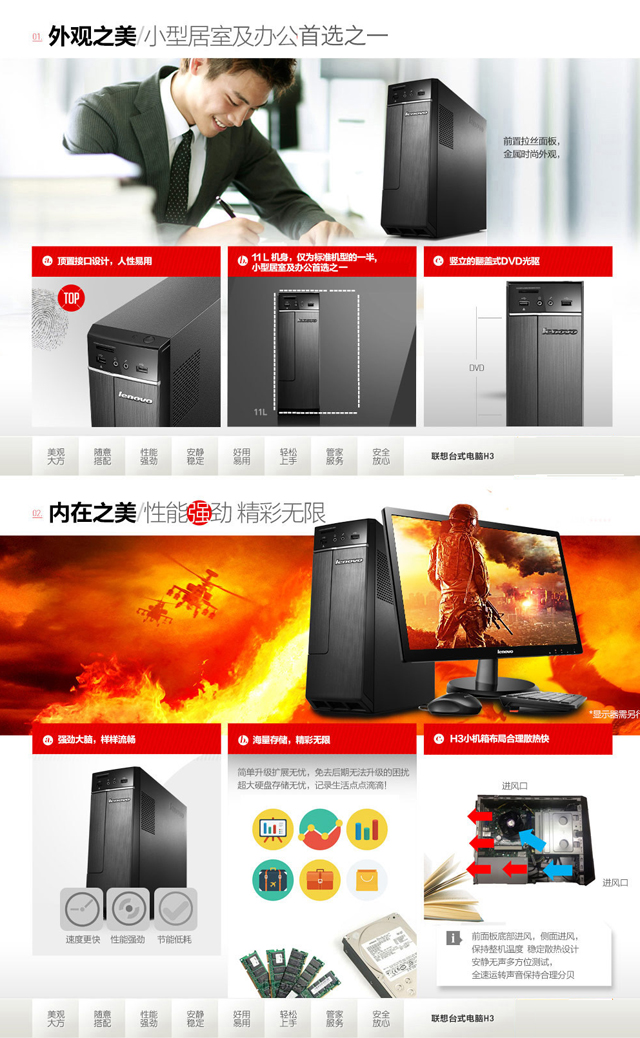 01. 外观之美/小型居室及办公首选之一
lenovo
前置拉丝面板，
金属时尚外观，
顶置接口设计，人性易用
11 L 机身，仅为标准机型的一半，
小型居室及办公首选之一
竖立的翻盖式DVD光驱
TOP
lenovo
lenovo
11L
lenovo
DVD
美观
大方
随意
搭配
性能
强劲
安静
稳定
好用
易用
轻松
上手
管家
服务
安全
放心
联想台式电脑H3
02. 内在之美/性能强劲 精彩无限
lenovo
lenovo
*显示器需另行
强劲大脑，样样流畅
海量存储，精彩无限
H3小机箱布局合理散热快
lenovo
速度更快
性能强劲
节能低耗
简单升级扩展无忧，免去后期无法升级的困扰
超大硬盘存储无忧，记录生活点点滴滴！
进风口
进风口
前面板底部进风，侧面进风，
保持整机温度 稳定散热设计
安静无声多方位测试，
全速运转声音保持合理分贝
美观
大方
随意
搭配
性能
强劲
安静
稳定
好用
易用
轻松
上手
管家
服务
安全
放心
联想台式电脑H3